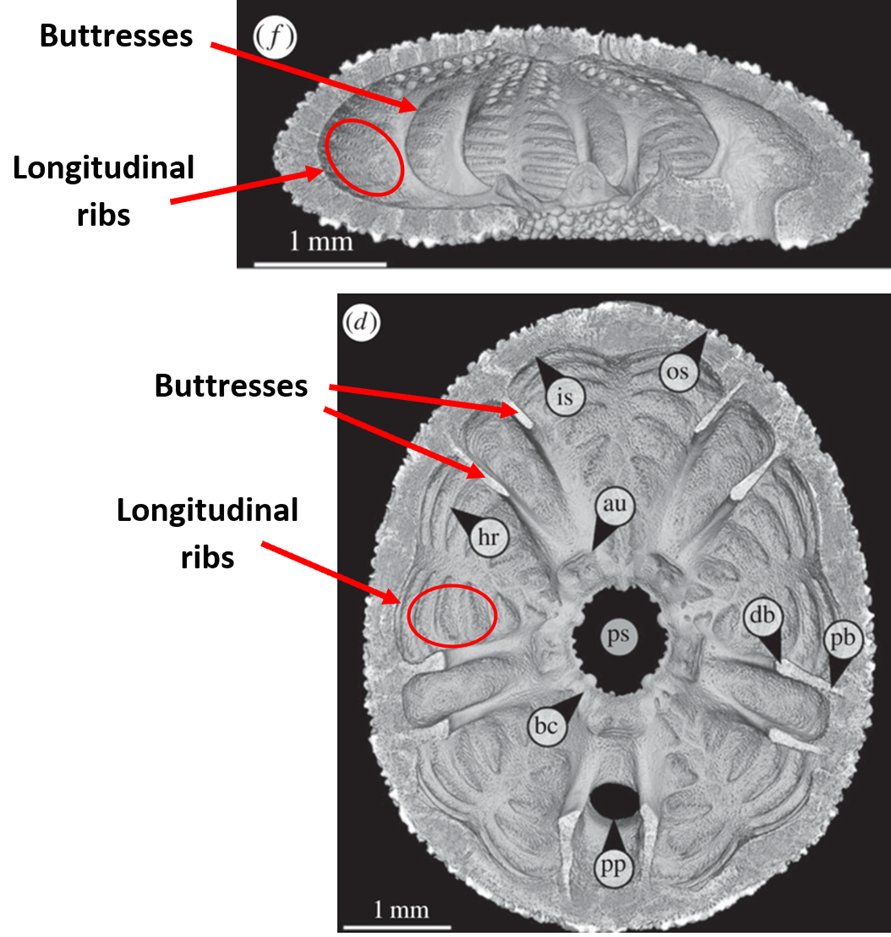 Buttresses
(f)
Longitudinal
ribs
1 mm
(d)
os
is
Buttresses
Longitudinal
ribs
au
hr
ps
db
pb
bc
pp
1 mm